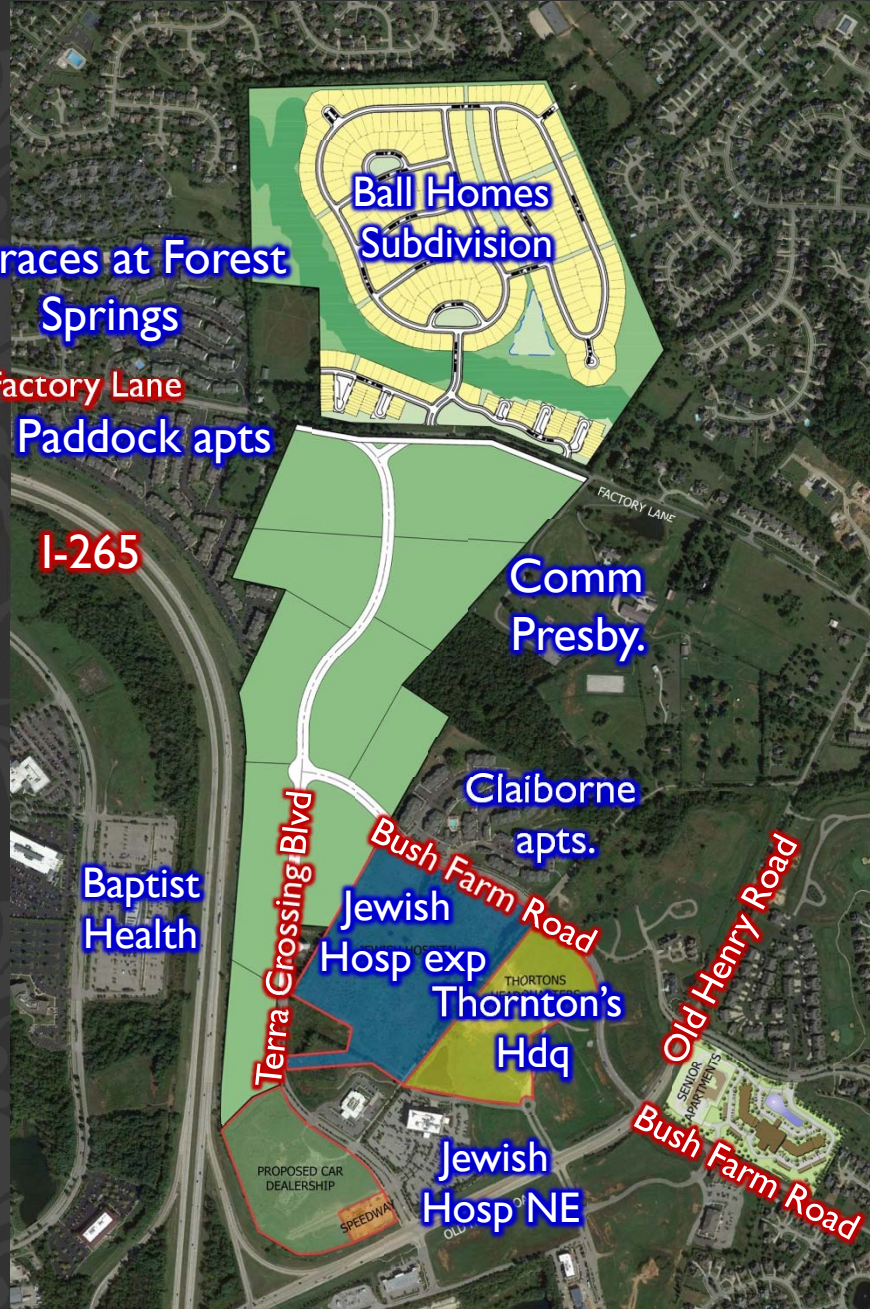 Ball Homes
Subdivision
races at Forest
Springs
Factory Lane
Paddock apts
FACTORY LANE
I-265
Comm
Presby.
Claiborne
apts.
Terra Crossing Blvd
Bush Farm Road
Baptist
Health
Jewish
Hosp exp
THORTONS
Thornton's
Hdq
Old Henry Road
SENIOR
APARTMENTS
Bush Farm Road
Jewish
Hosp NE
PROPOSED CAR
DEALERSHIP
SPEEDWAY